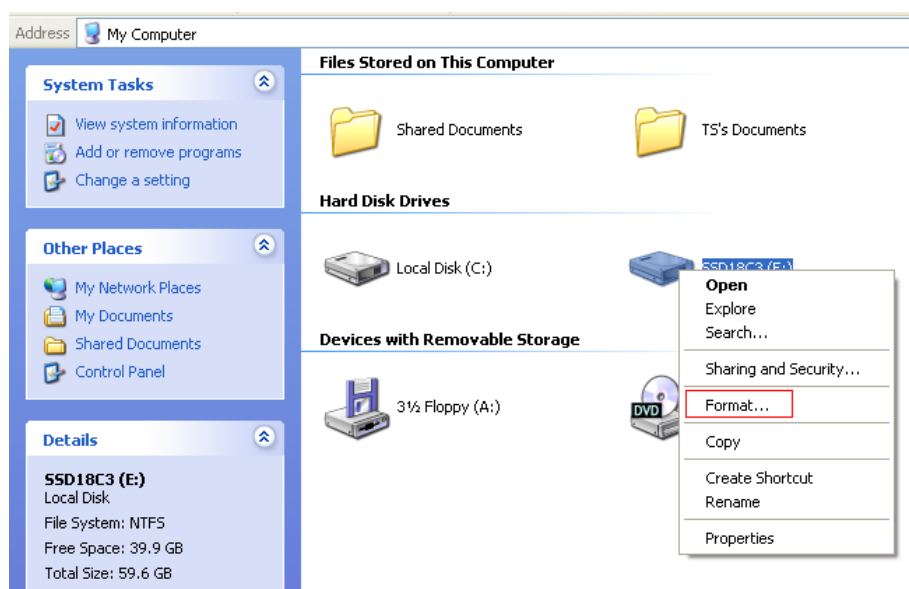 Address My Computer
System Tasks
View system information
Add or remove programs
Change a setting
Other Places
My Network Places
My Documents
Shared Documents
Control Panel
Details
SSD18C3 (E:)
Local Disk
File System: NTFS
Free Space: 39.9 GB
Total Size: 59.6 GB
Files Stored on This Computer
Shared Documents
TS's Documents
Hard Disk Drives
Local Disk (C:)
SSD18C3 (E:)
Devices with Removable Storage
3½ Floppy (A:)
DVD
Open
Explore
Search...
Sharing and Security...
Format...
Copy
Create Shortcut
Rename
Properties